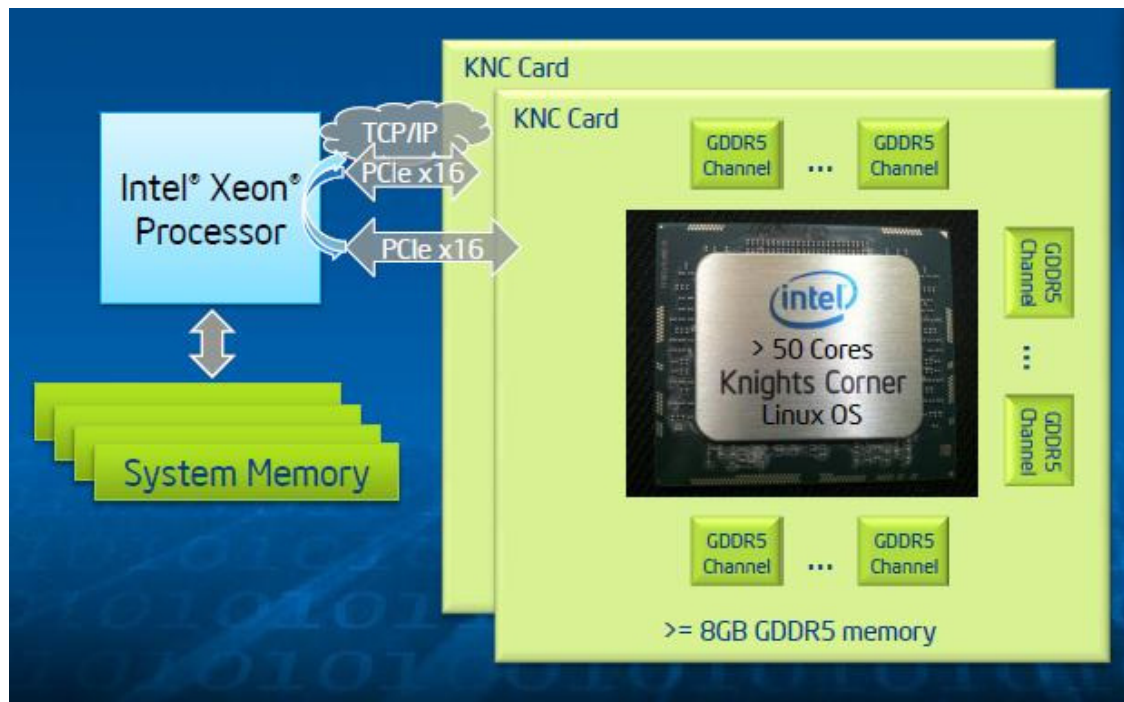 KNC Card
KNC Card
TCP/IP
PCIe x16
PCIe x16
Intel® Xeon®
Processor
System Memory
GDDR5
Channel
...
GDDR5
Channel
GDDR5
Channel
...
GDDR5
Channel
intel
> 50 Cores
Knights Corner
Linux OS
GDDR5
Channel
...
GDDR5
Channel
>= 8GB GDDR5 memory